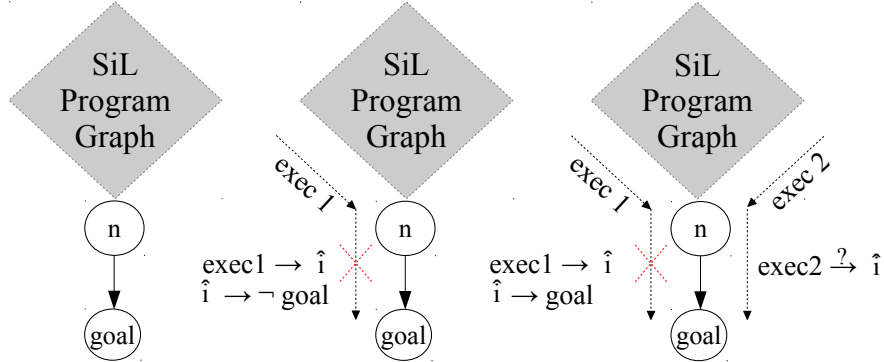 SiL
Program
Graph
n
goal
SiL
Program
Graph
exec 1
n
exec1 → î
î → ¬ goal
goal
SiL
Program
Graph
exec 1
exec 2
n
exec1 → î
î → goal
exec2 →? î
goal